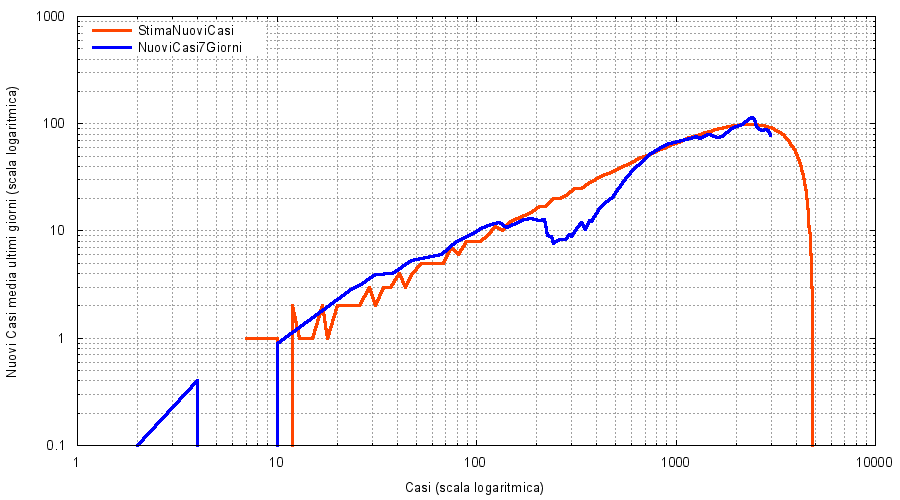 1000
StimaNuoviCasi
NuoviCasi7Giorni
100
10
1
0.1
Nuovi Casi media ultimi giorni (scala logaritmica)
1 10 100 1000 10000
Casi (scala logaritmica)